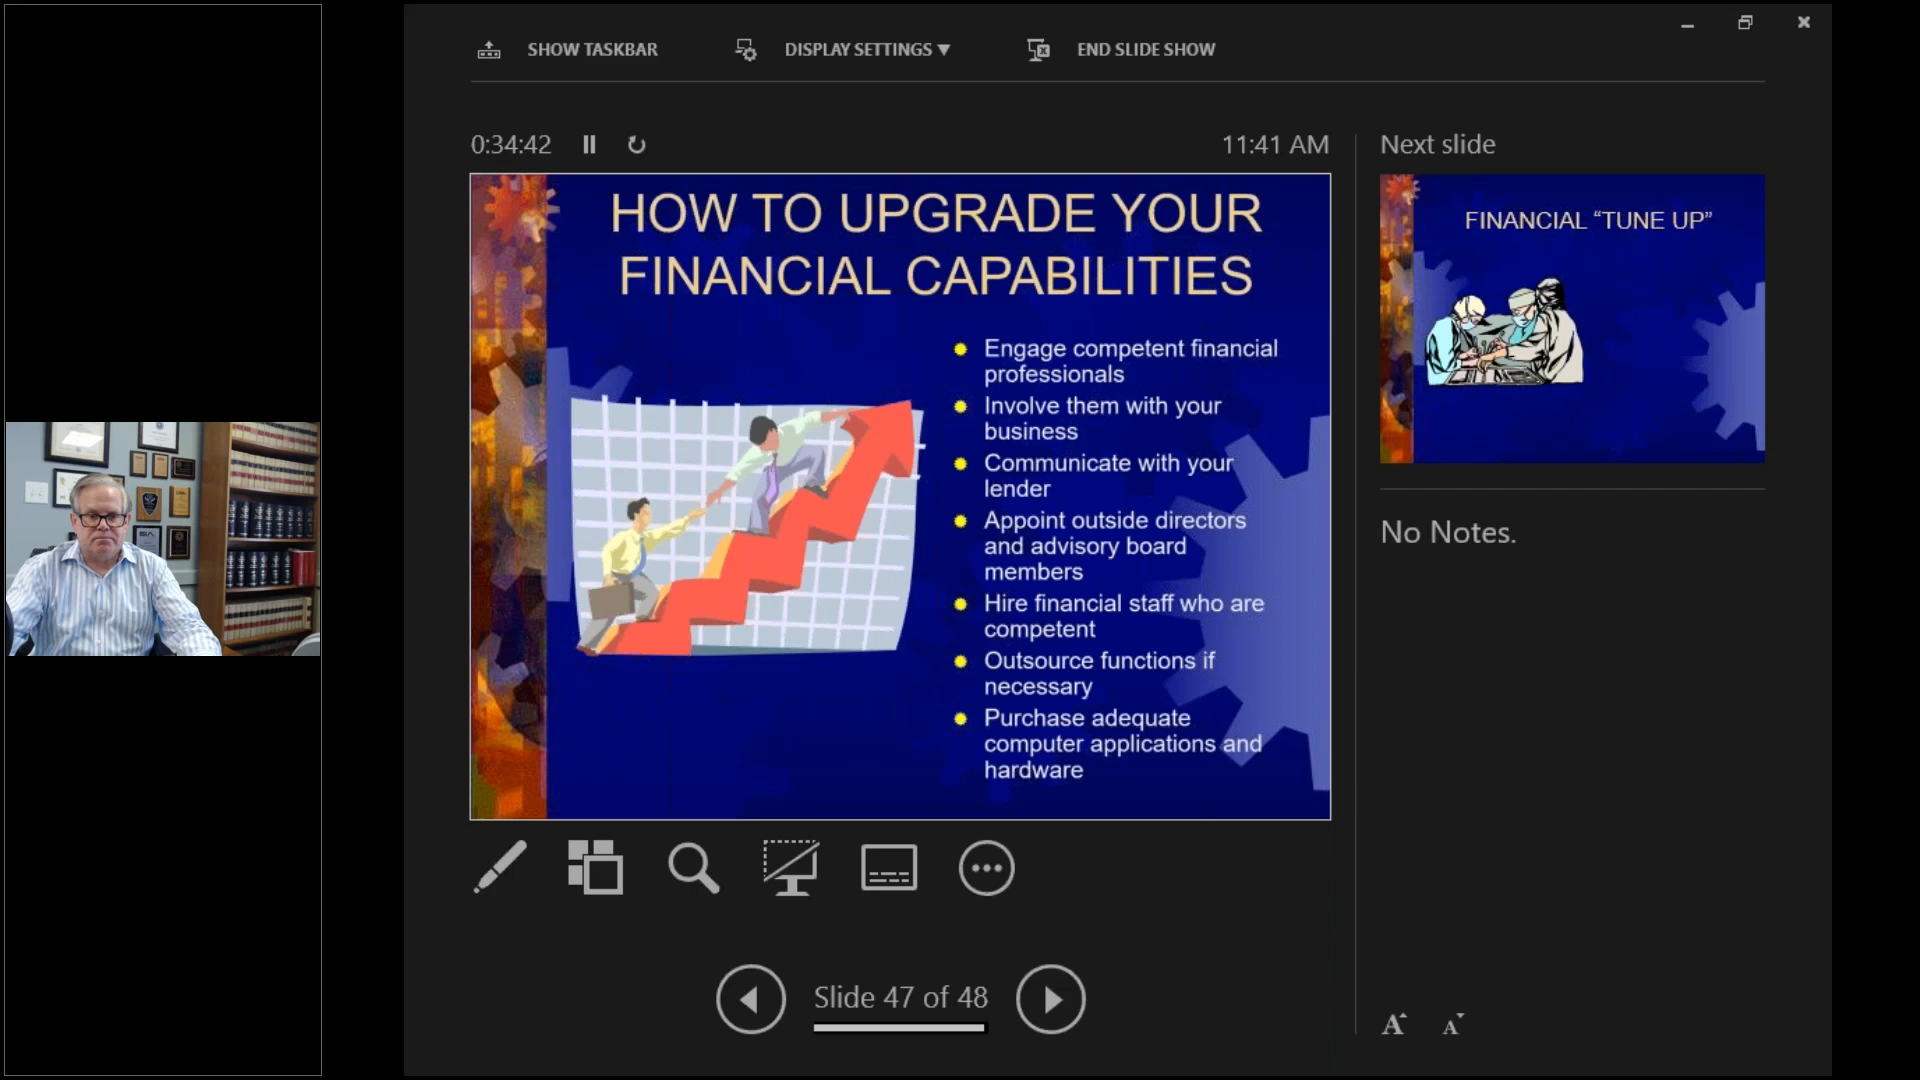 SHOW TASKBAR
DISPLAY SETTINGS ▼
END SLIDE SHOW
0:34:42
11:41 AM
HOW TO UPGRADE YOUR
FINANCIAL CAPABILITIES
Engage competent financial
professionals
Involve them with your
business
Communicate with your
lender
Appoint outside directors
and advisory board
members
Hire financial staff who are
competent
Outsource functions if
necessary
Purchase adequate
computer applications and
hardware
Slide 47 of 48
Next slide
FINANCIAL “TUNE UP”
No Notes.
A
A